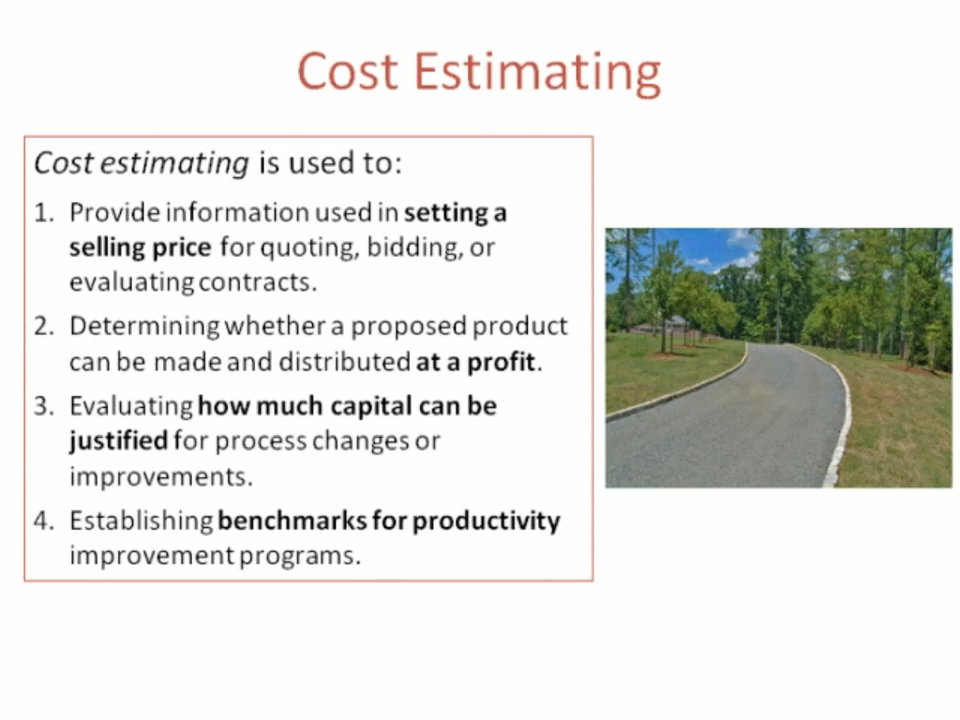 Cost Estimating
Cost estimating is used to:
1. Provide information used in setting a
selling price for quoting, bidding, or
evaluating contracts.
2. Determining whether a proposed product
can be made and distributed at a profit.
3. Evaluating how much capital can be
justified for process changes or
improvements.
4. Establishing benchmarks for productivity
improvement programs.